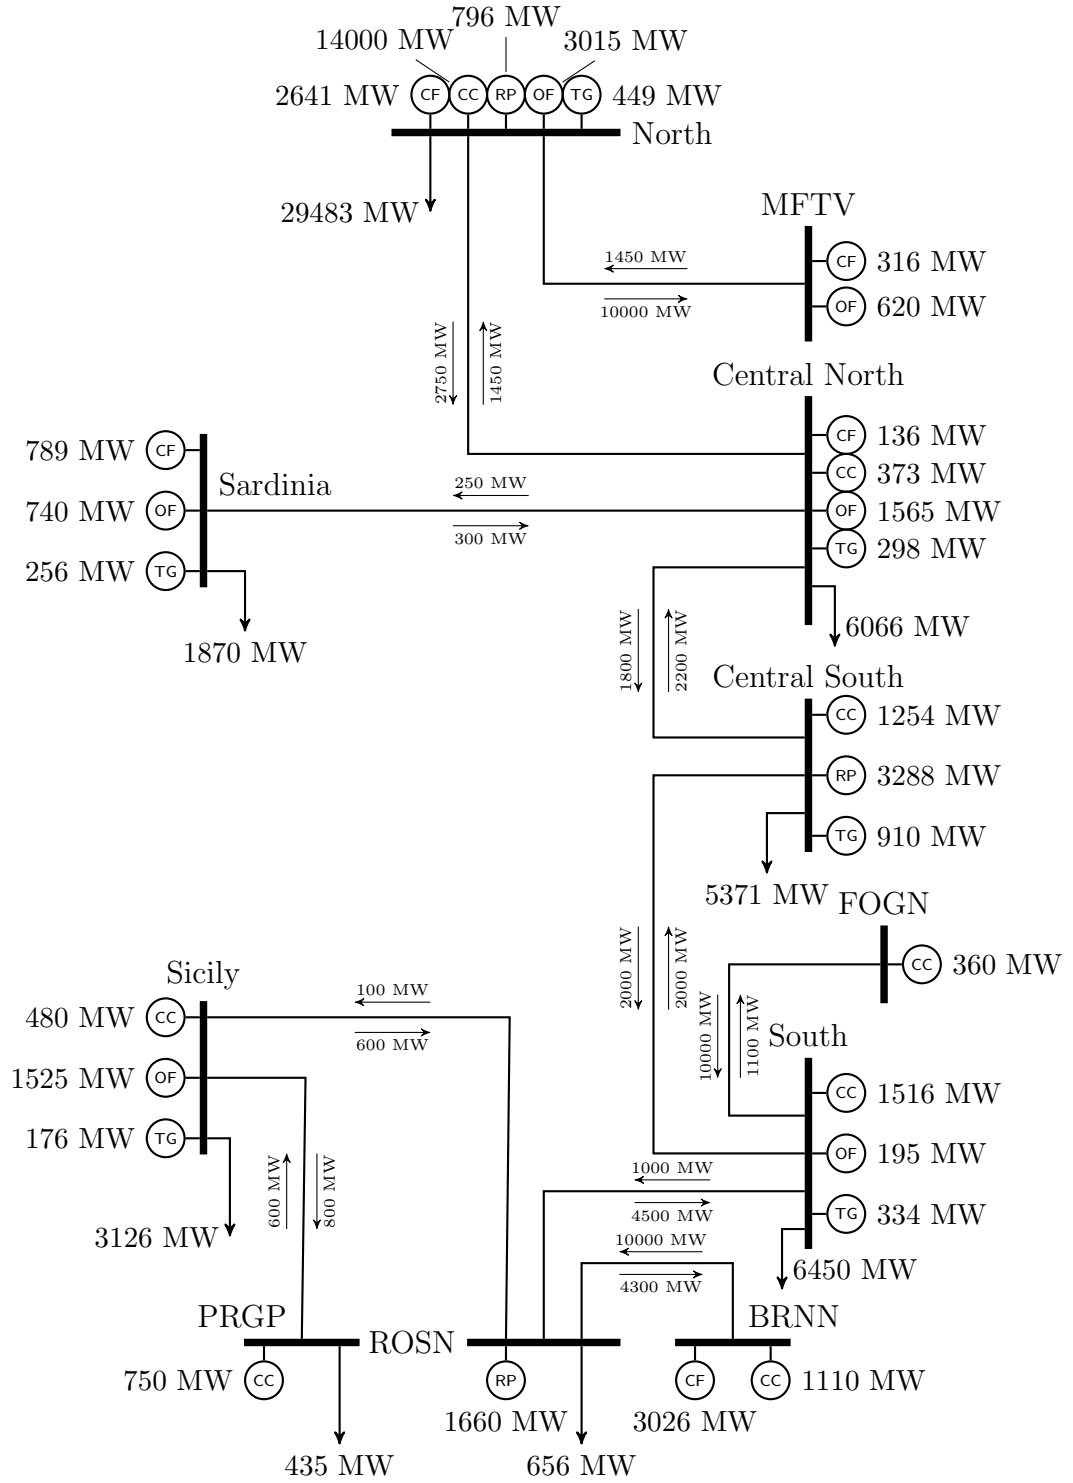 796 MW
14000 MW
3015 MW
2641 MW CF CC RP OF TG 449 MW
North
29483 MW
MFTV
CF 316 MW
1450 MW
10000 MW
OF 620 MW
2750 MW
1450 MW
Central North
CF 136 MW
CC 373 MW
OF 1565 MW
TG 298 MW
6066 MW
789 MW CF
Sardinia
740 MW OF
256 MW TG
1870 MW
250 MW
300 MW
1800 MW
2200 MW
Central South
CC 1254 MW
RP 3288 MW
TG 910 MW
5371 MW
FOGN
CC 360 MW
2000 MW
2000 MW
10000 MW
1100 MW
South
CC 1516 MW
OF 195 MW
TG 334 MW
6450 MW
Sicily
480 MW CC
1525 MW OF
176 MW TG
3126 MW
100 MW
600 MW
600 MW
800 MW
1000 MW
4500 MW
10000 MW
4300 MW
PRGP
750 MW CC
435 MW
ROSN
RP
1660 MW
656 MW
BRNN
CF CC 1110 MW
3026 MW